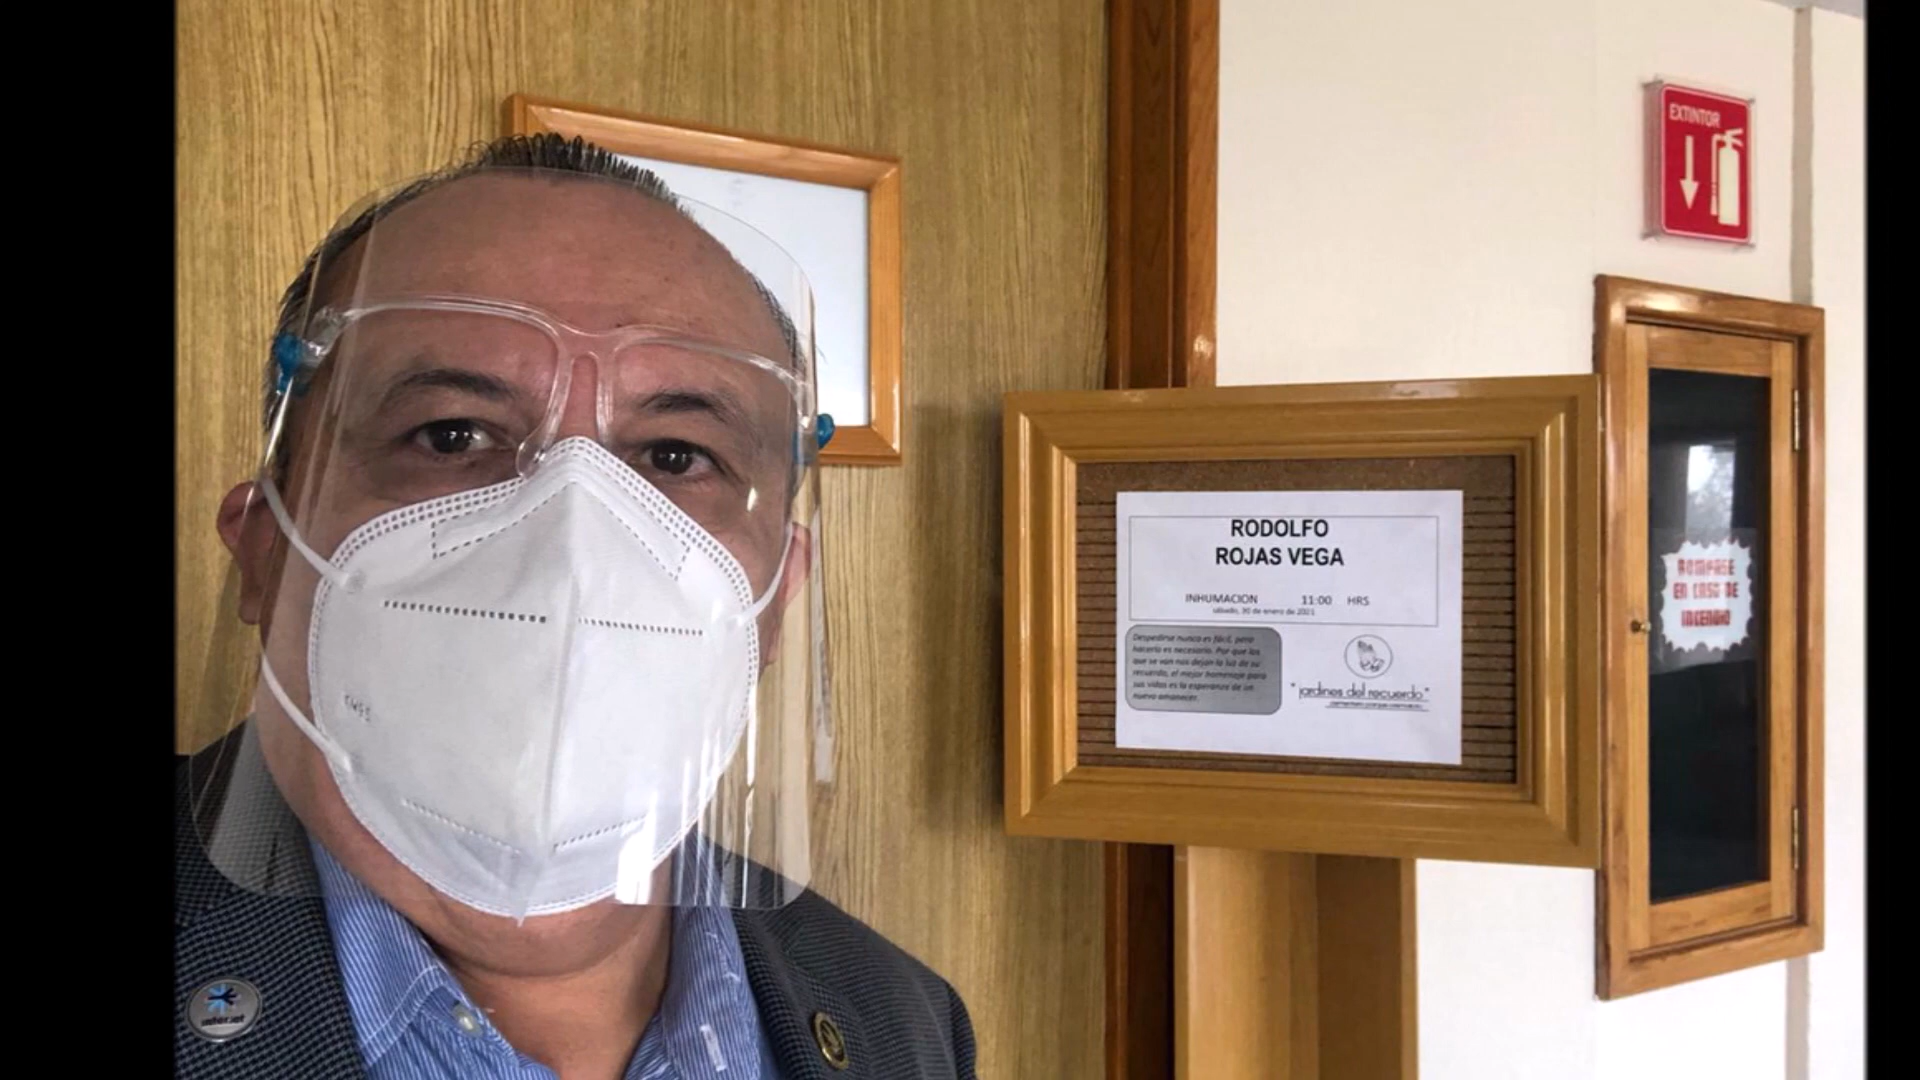 EXTINTOR
RODOLFO
ROJAS VEGA
INHUMACION 11:00 HRS
sábado, 30 de enero de 2021
Despedirse nunca es fácil, pero
hacerlo es necesario. Por que los
que se van nos dejan la luz de su
recuerdo, el mejor homenaje para
sus vidas es la esperanza de un
nuevo amanecer.
"jardines del recuerdo"
ROMPASE
EN CASO DE
INCENDIO
KN95
interjet